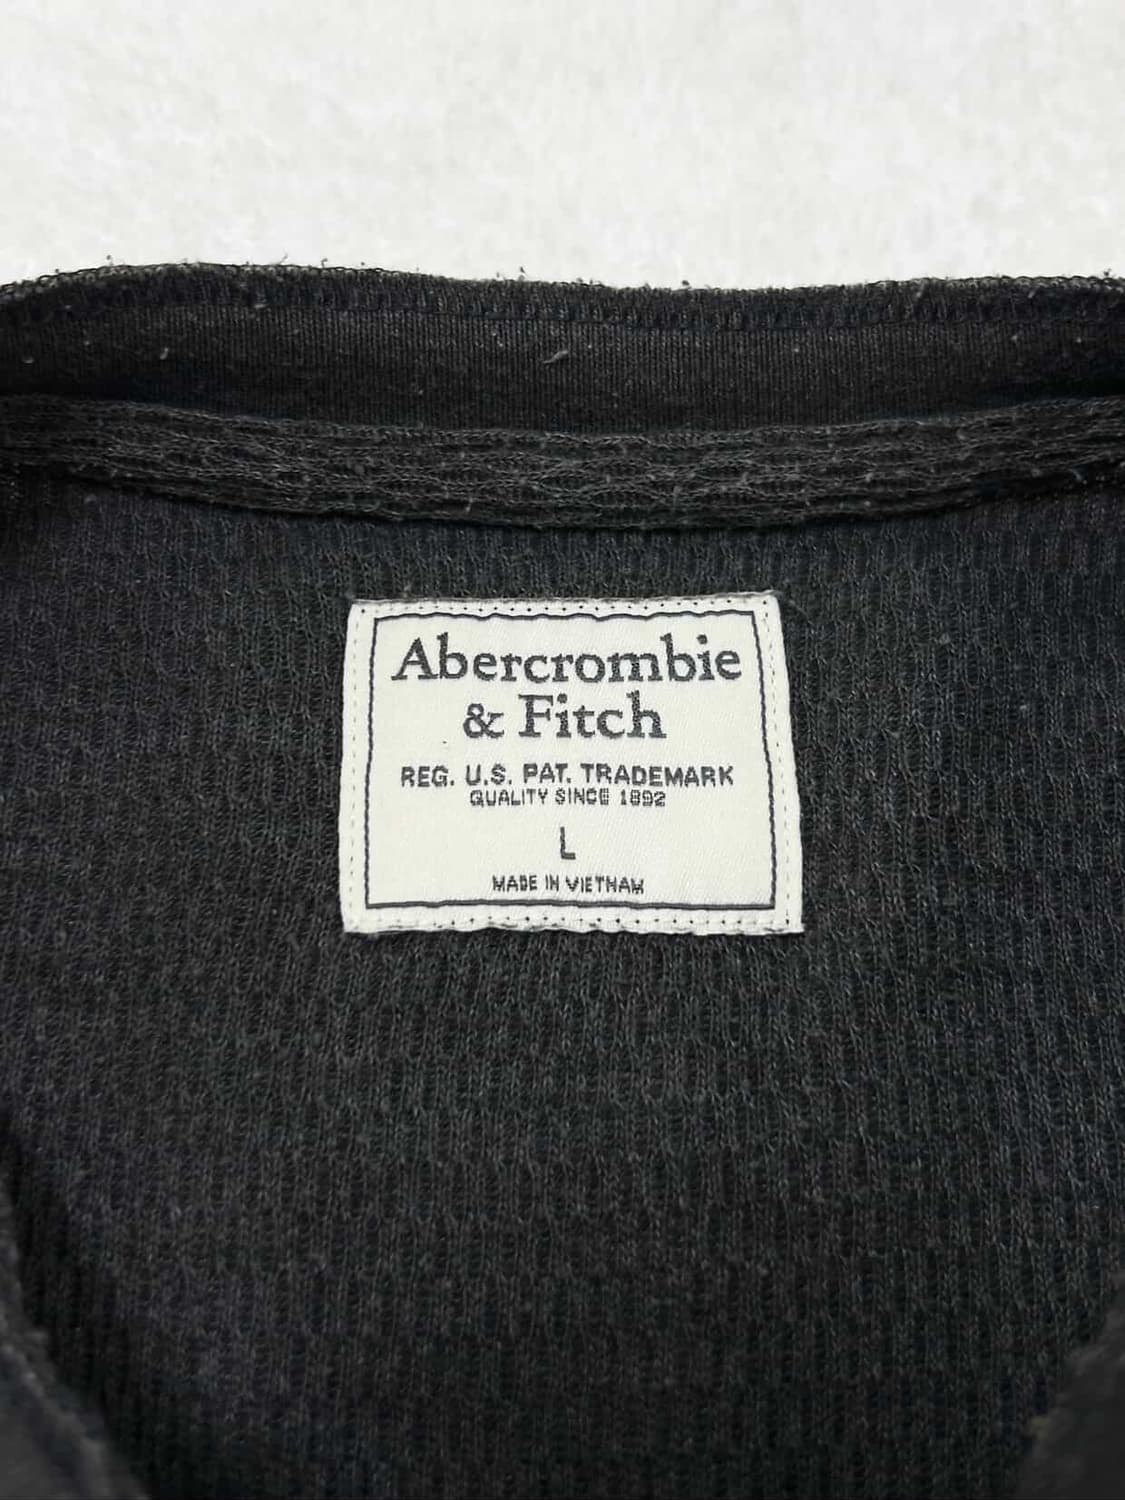 Abercrombie
& Fitch
REG. U.S. PAT. TRADEMARK
QUALITY SINCE 1892
L
MADE IN VIETNAM